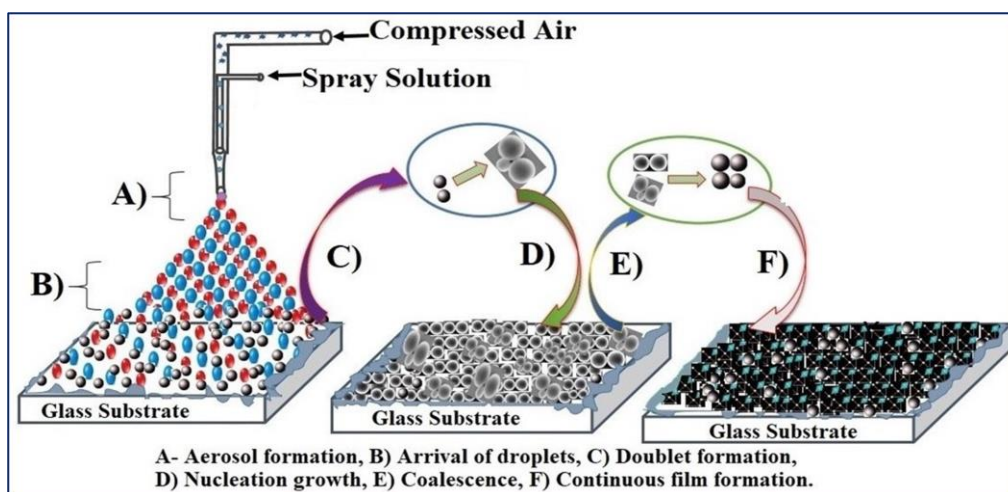 Compressed Air
Spray Solution
A)
B)
C)
D)
E)
F)
Glass Substrate
Glass Substrate
Glass Substrate
A- Aerosol formation, B) Arrival of droplets, C) Doublet formation,
D) Nucleation growth, E) Coalescence, F) Continuous film formation.